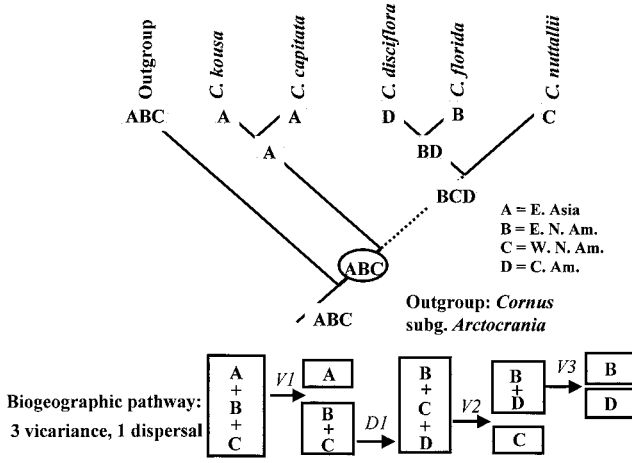 Outgroup
C. kousa
C. capitata
C. disciflora
C. florida
C. nuttallii
ABC
A
A
D
B
C
A
BD
BCD
ABC
ABC
A = E. Asia
B = E. N. Am.
C = W. N. Am.
D = C. Am.
Outgroup: Cornus
subg. Arctocrania
Biogeographic pathway:
3 vicariance, 1 dispersal
A
+
B
+
C
V1
A
B
+
C
D1
B
+
C
+
D
V2
B
+
D
C
V3
B
D